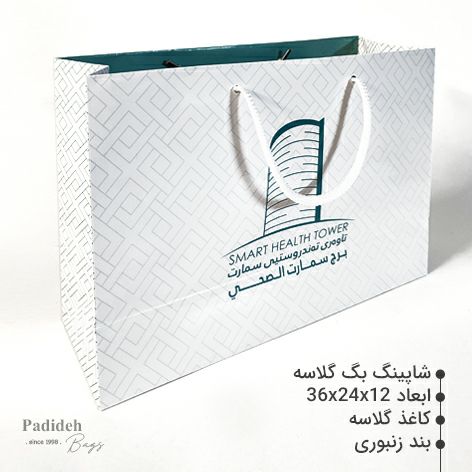 SMART HEALTH TOWER
تاوەری تەندروستیی سمارت
برج سمارت الصحي
شاپینگ بگ گلاسه
ابعاد 36x24x12
کاغذ گلاسه
بند زنبوری
Padideh
. since 1998 .
Bags